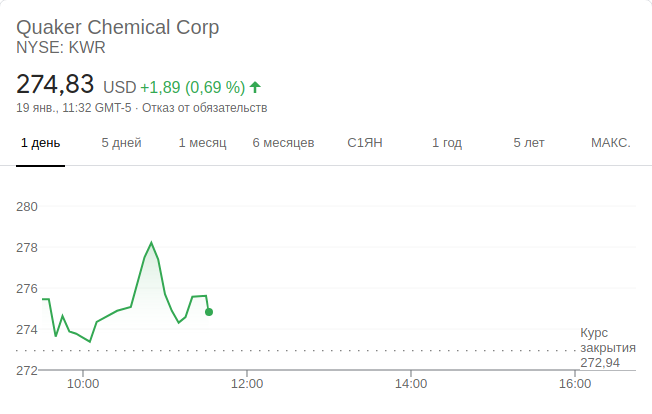 Quaker Chemical Corp
NYSE: KWR
274,83 USD +1,89 (0,69 %)
19 янв., 11:32 GMT-5 · Отказ от обязательств
1 день 5 дней 1 месяц 6 месяцев С1ЯН 1 год 5 лет МАКС.
280
278
276
274
Курс
закрытия
272,94
272
10:00 12:00 14:00 16:00